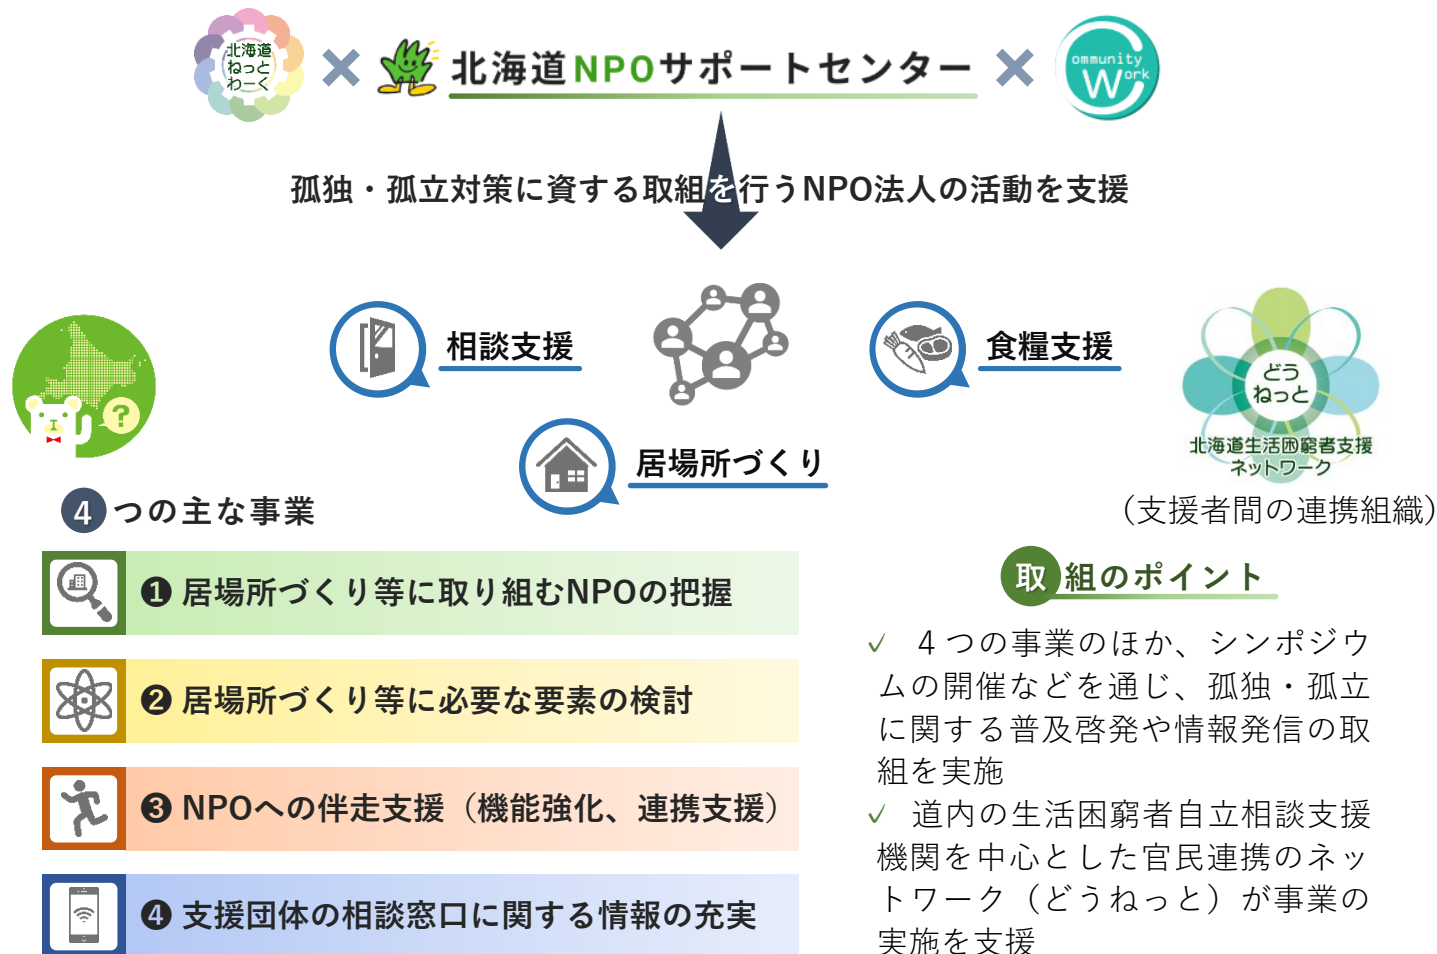 北海道
ねっと
わーく
北海道NPOサポートセンター
ommunity
Work
孤独・孤立対策に資する取組を行うNPO法人の活動を支援
相談支援
食糧支援
居場所づくり
?
どう
ねっと
北海道生活困窮者支援
ネットワーク
（支援者間の連携組織）
4つの主な事業
❶ 居場所づくり等に取り組むNPOの把握
❷ 居場所づくり等に必要な要素の検討
❸ NPOへの伴走支援（機能強化、連携支援）
❹ 支援団体の相談窓口に関する情報の充実
取組のポイント
✓ ４つの事業のほか、シンポジウ
ムの開催などを通じ、孤独・孤立
に関する普及啓発や情報発信の取
組を実施
✓ 道内の生活困窮者自立相談支援
機関を中心とした官民連携のネッ
トワーク（どうねっと）が事業の
実施を支援